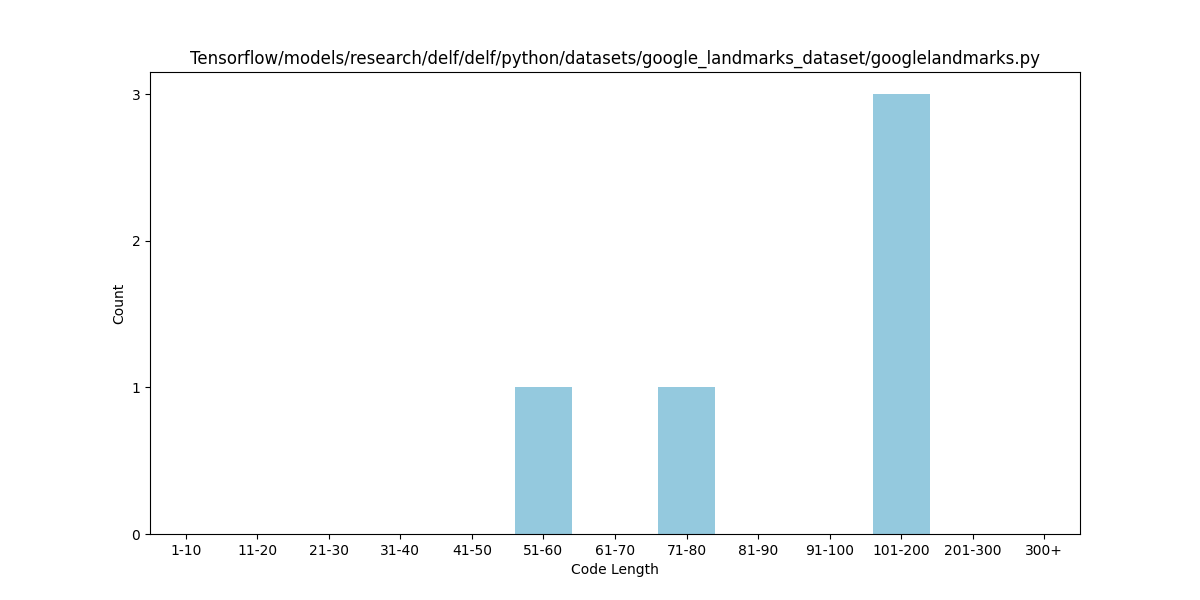 Tensorflow/models/research/delf/delf/python/datasets/google_landmarks_dataset/googlelandmarks.py
3
2
1
0
Count
1-10 11-20 21-30 31-40 41-50 51-60 61-70 71-80 81-90 91-100 101-200 201-300 300+
Code Length